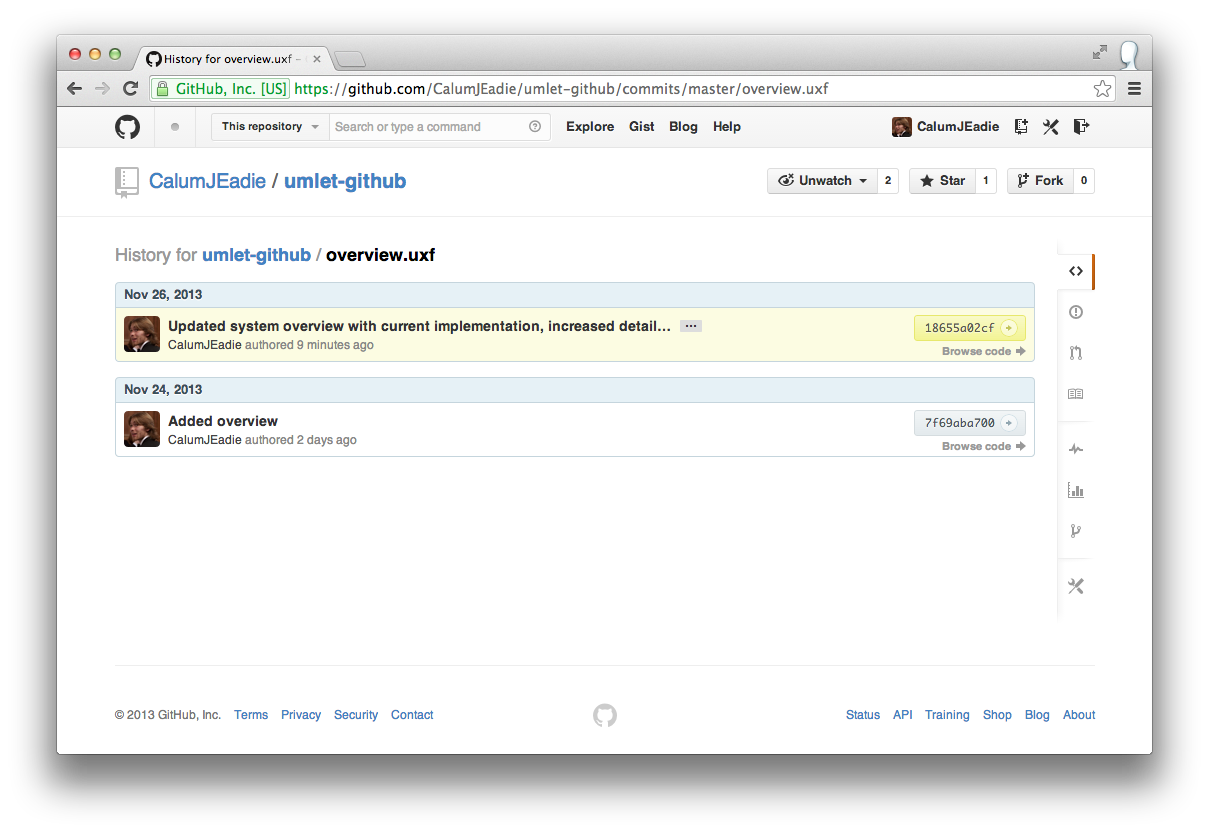 History for overview.uxf –
GitHub, Inc. [US] https://github.com/CalumJEadie/umlet-github/commits/master/overview.uxf
This repository Search or type a command Explore Gist Blog Help CalumJEadie
CalumJEadie / umlet-github Unwatch 2 Star 1 Fork 0
History for umlet-github / overview.uxf
Nov 26, 2013
Updated system overview with current implementation, increased detail… 18655a02cf
CalumJEadie authored 9 minutes ago Browse code
Nov 24, 2013
Added overview 7f69aba700
CalumJEadie authored 2 days ago Browse code
© 2013 GitHub, Inc. Terms Privacy Security Contact Status API Training Shop Blog About